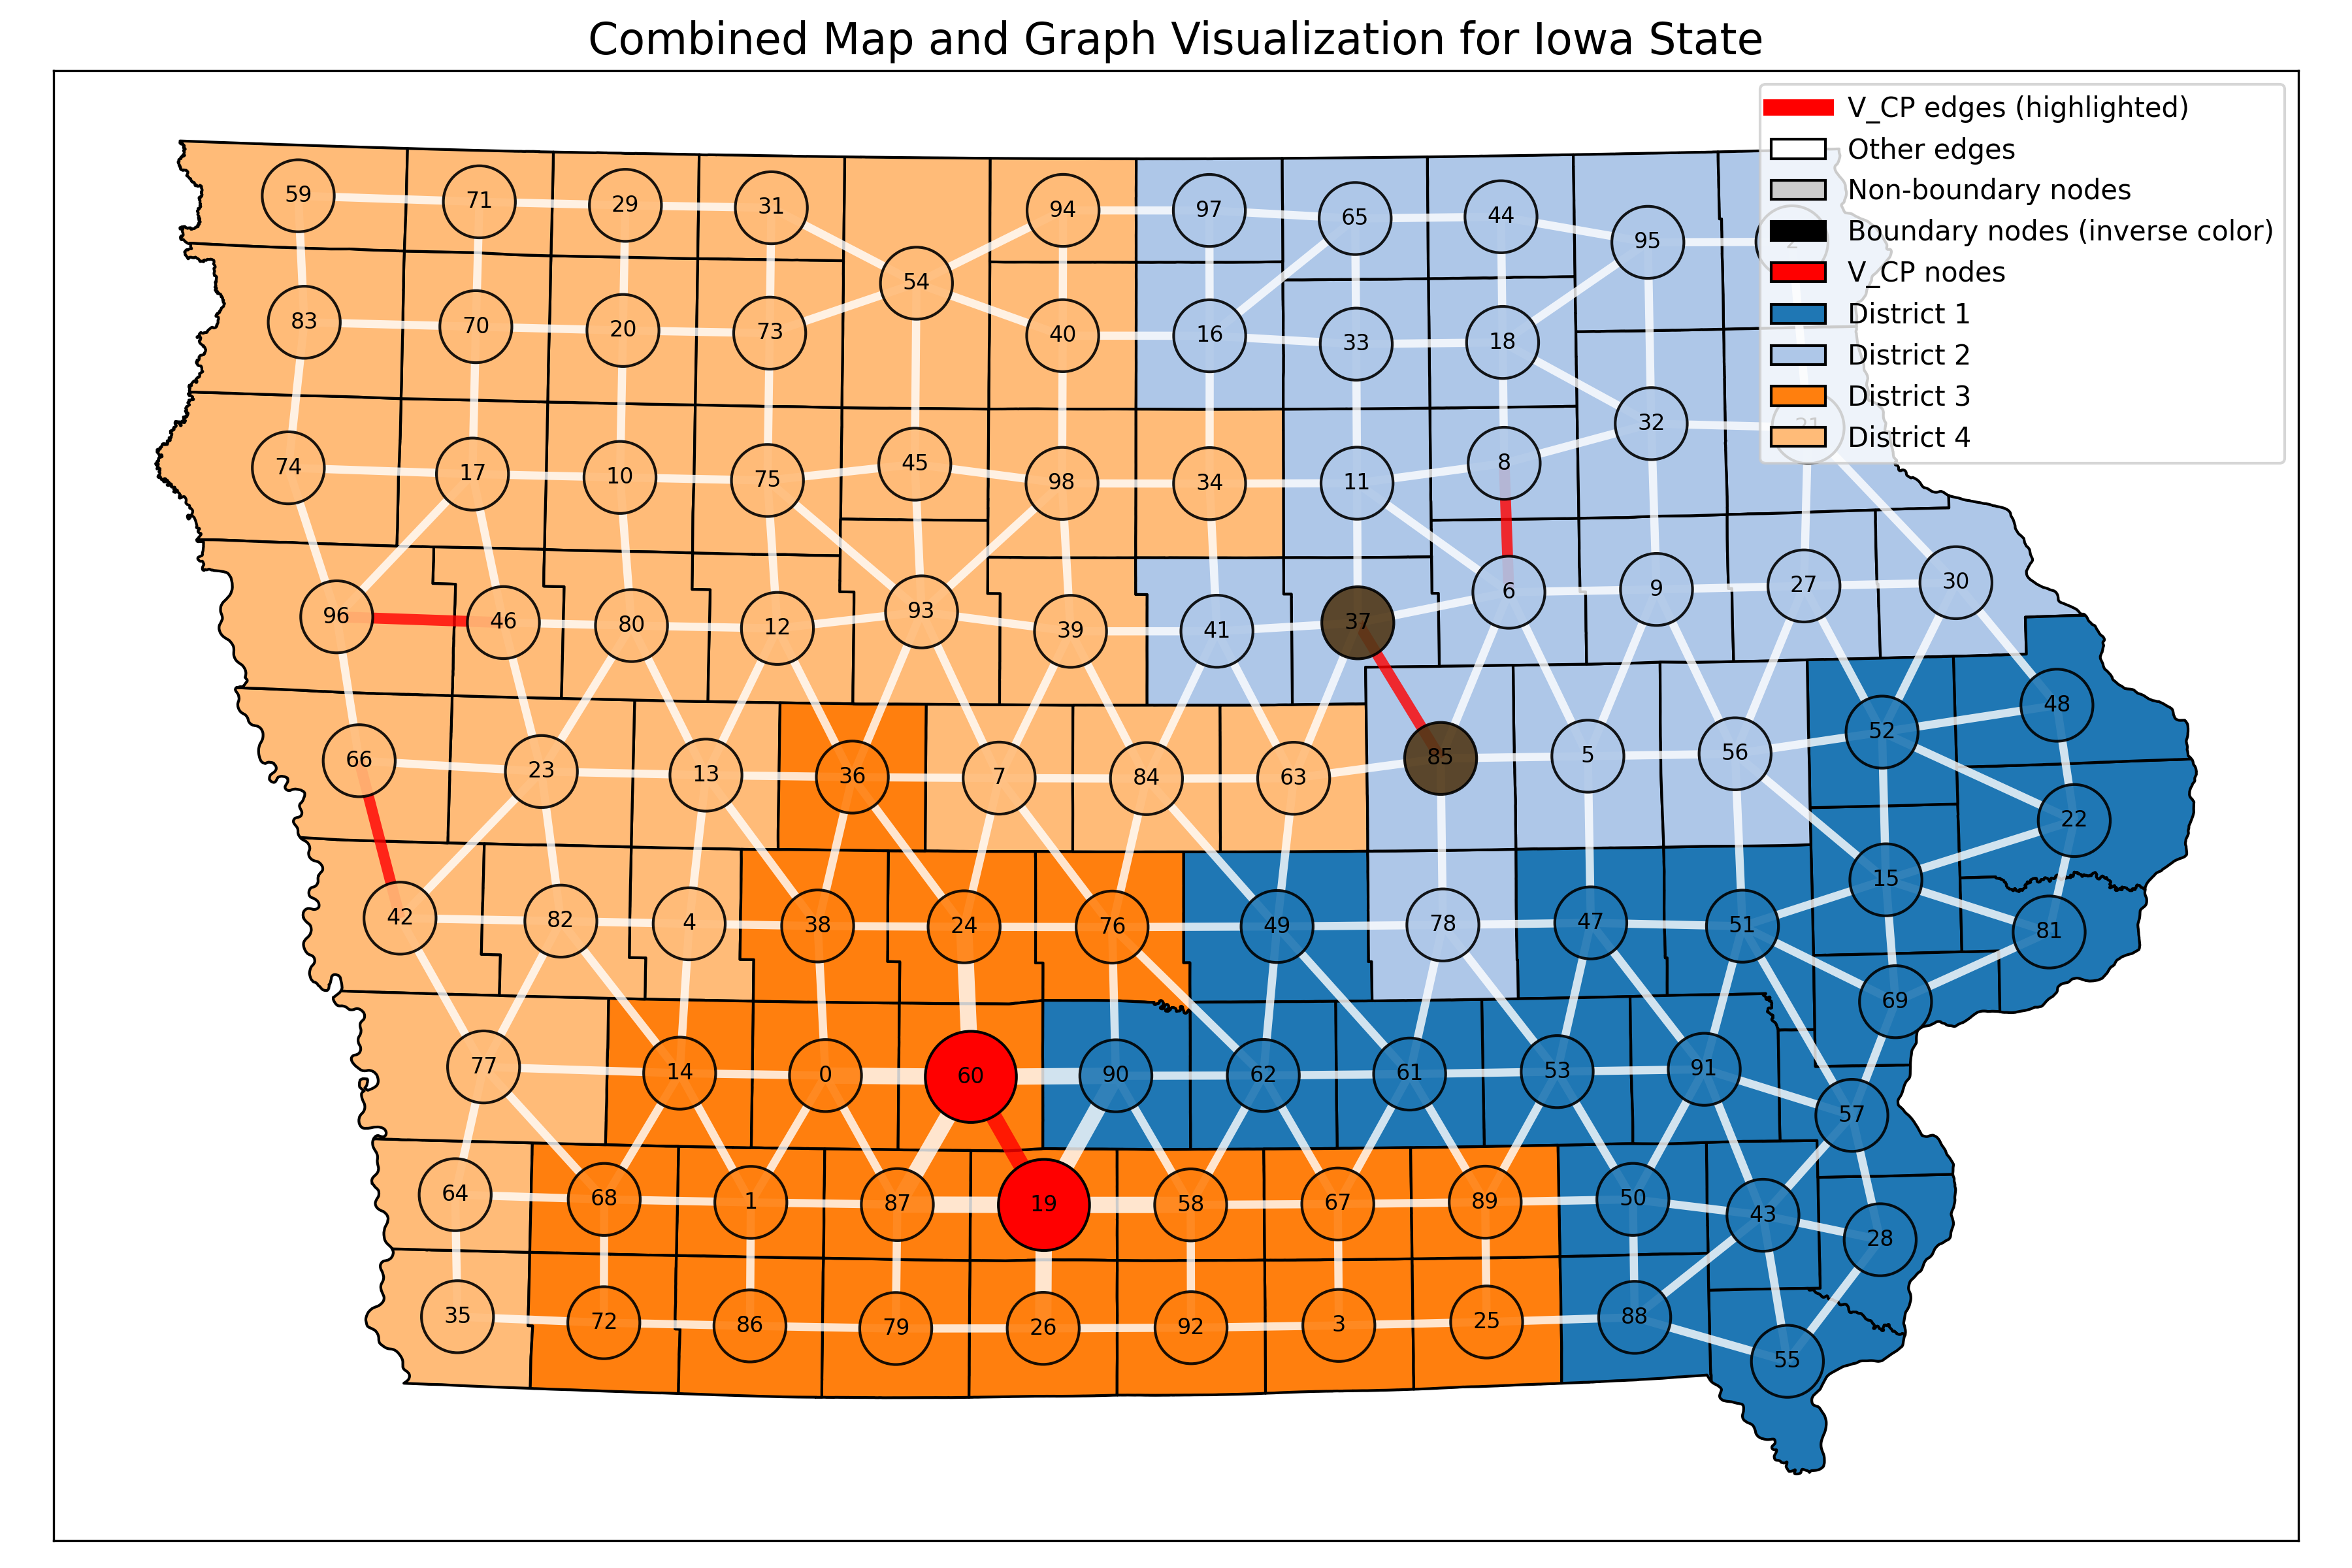 Combined Map and Graph Visualization for Iowa State
V_CP edges (highlighted)
Other edges
Non-boundary nodes
Boundary nodes (inverse color)
V_CP nodes
District 1
District 2
District 3
District 4
59 71 29 31 94 97 65 44 95 2
83 70 20 73 54 40 16 33 18
74 17 10 75 45 98 34 11 8 32 21
96 46 80 12 93 39 41 37 6 9 27 30
66 23 13 36 7 84 63 85 5 56 52 48
42 82 4 38 24 76 49 78 47 51 15 22
81
77 14 0 60 90 62 61 53 91 57 69
64 68 1 87 19 58 67 89 50 43 28
35 72 86 79 26 92 3 25 88 55